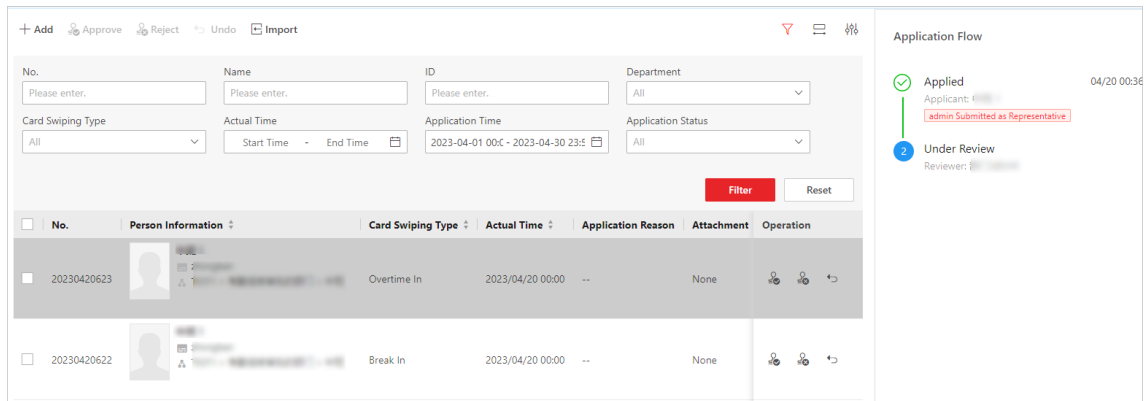 Add Approve Reject Undo Import
No. Name ID Department
Please enter. Please enter. Please enter. All
Card Swiping Type Actual Time Application Time Application Status
All Start Time - End Time 2023-04-01 00:0 - 2023-04-30 23:5 All
Filter Reset
No. Person Information Card Swiping Type Actual Time Application Reason Attachment Operation
20230420623 Overtime In 2023/04/20 00:00 -- None
20230420622 Break In 2023/04/20 00:00 -- None
Application Flow
Applied 04/20 00:36
Applicant:
admin Submitted as Representative
2 Under Review
Reviewer: